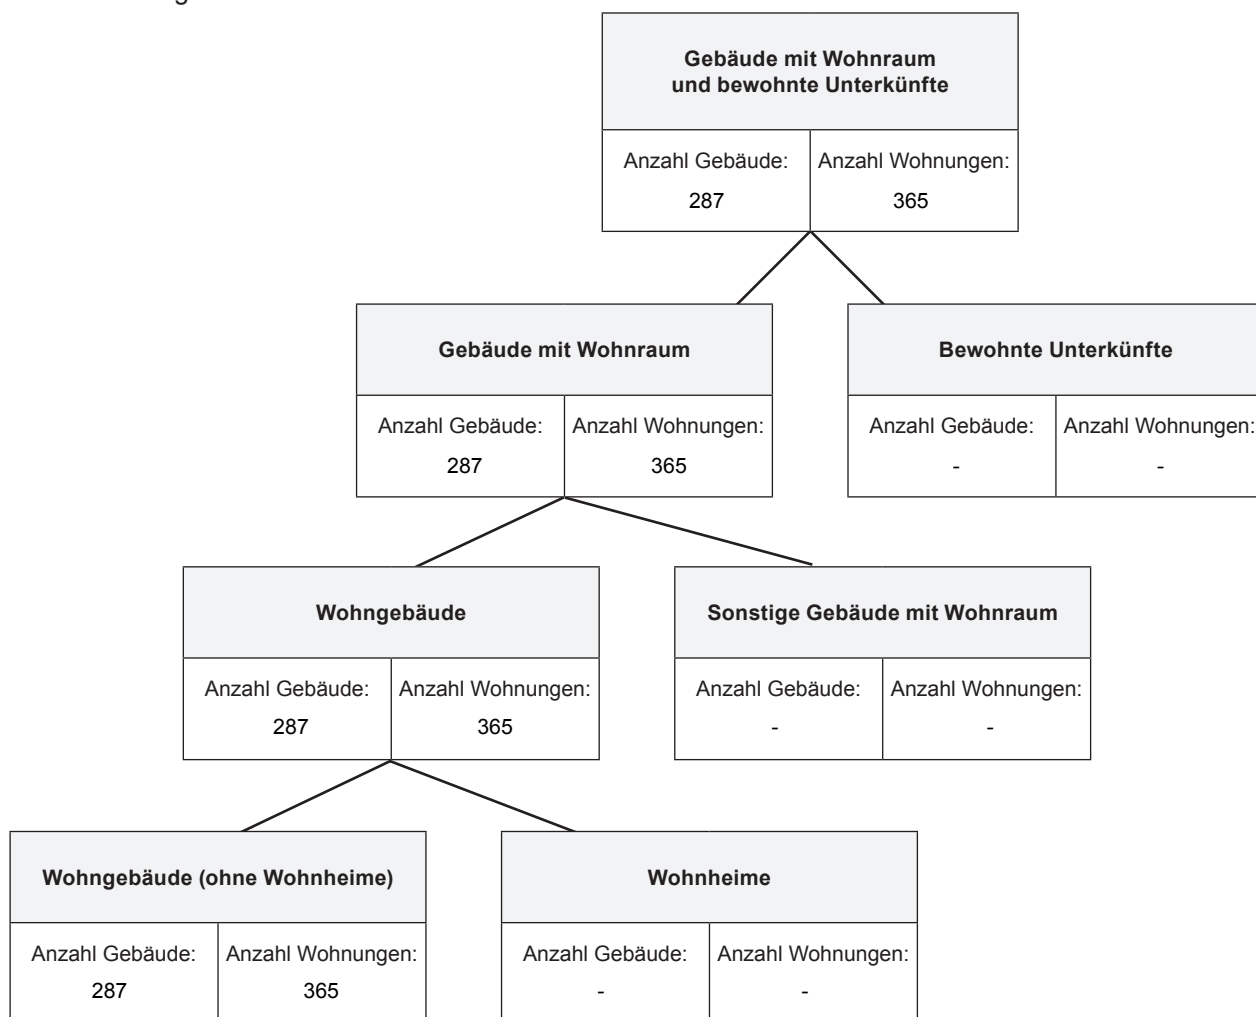 Gebäude mit Wohnraum
und bewohnte Unterkünfte
Anzahl Gebäude: Anzahl Wohnungen:
287 365
Gebäude mit Wohnraum Bewohnte Unterkünfte
Anzahl Gebäude: Anzahl Wohnungen: Anzahl Gebäude: Anzahl Wohnungen:
287 365 - -
Wohngebäude Sonstige Gebäude mit Wohnraum
Anzahl Gebäude: Anzahl Wohnungen: Anzahl Gebäude: Anzahl Wohnungen:
287 365 - -
Wohngebäude (ohne Wohnheime) Wohnheime
Anzahl Gebäude: Anzahl Wohnungen: Anzahl Gebäude: Anzahl Wohnungen:
287 365 - -